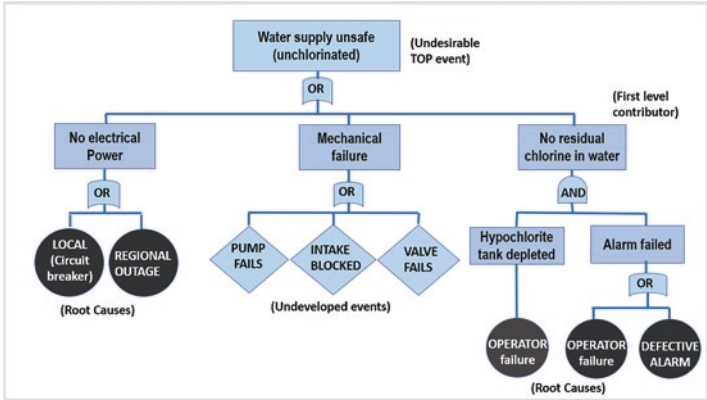 Water supply unsafe
(unchlorinated)
(Undesirable
TOP event)
OR
(First level
contributor)
No electrical
Power
Mechanical
failure
No residual
chlorine in water
OR
OR
AND
LOCAL
(Circuit
breaker)
REGIONAL
OUTAGE
PUMP
FAILS
INTAKE
BLOCKED
VALVE
FAILS
Hypochlorite
tank depleted
Alarm failed
OR
(Root Causes)
(Undeveloped events)
OPERATOR
failure
OPERATOR
failure
DEFECTIVE
ALARM
(Root Causes)